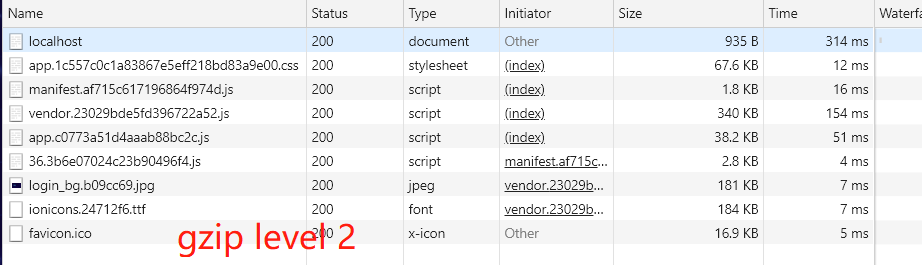 Name Status Type Initiator Size Time Waterfa
localhost 200 document Other 935 B 314 ms
app.1c557c0c1a83867e5eff218bd83a9e00.css 200 stylesheet (index) 67.6 KB 12 ms
manifest.af715c617196864f974d.js 200 script (index) 1.8 KB 16 ms
vendor.23029bde5fd396722a52.js 200 script (index) 340 KB 154 ms
app.c0773a51d4aaab88bc2c.js 200 script (index) 38.2 KB 51 ms
36.3b6e07024c23b90496f4.js 200 script manifest.af715c... 2.8 KB 4 ms
login_bg.b09cc69.jpg 200 jpeg vendor.23029b... 181 KB 7 ms
ionicons.24712f6.ttf 200 font vendor.23029b... 184 KB 7 ms
favicon.ico 200 x-icon Other 16.9 KB 5 ms
gzip level 2